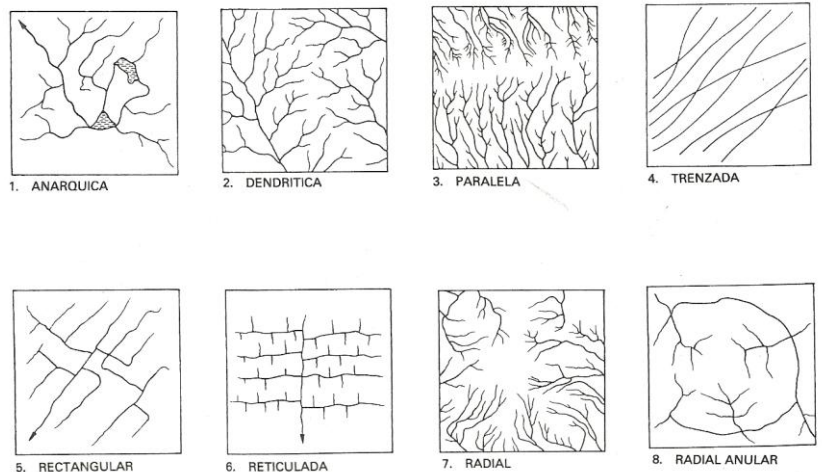 1. ANARQUICA
2. DENDRITICA
3. PARALELA
4. TRENZADA
5. RECTANGULAR
6. RETICULADA
7. RADIAL
8. RADIAL ANULAR